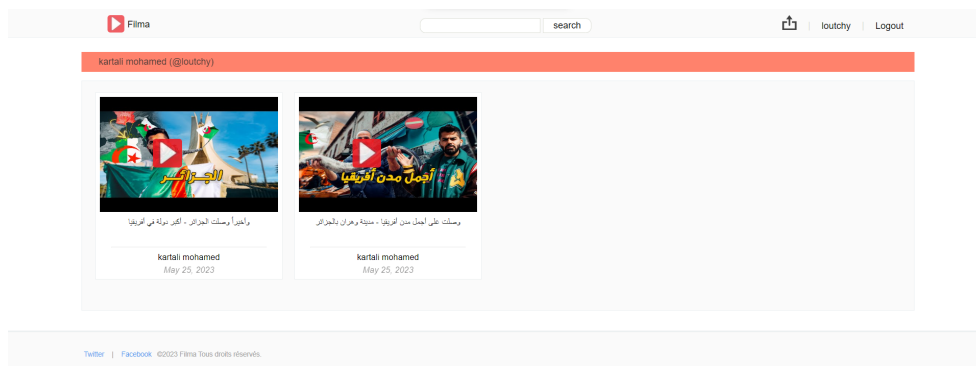 Filma
search
loutchy
Logout
kartali mohamed (@loutchy)
الجزائر
أجمل مدن أفريقيا
وأخيراً وصلت الجزائر - أكبر دولة في أفريقيا
وصلت على أجمل مدن أفريقيا - مدينة وهران بالجزائر
kartali mohamed
kartali mohamed
May 25, 2023
May 25, 2023
Twitter | Facebook ©2023 Filma Tous droits réservés.